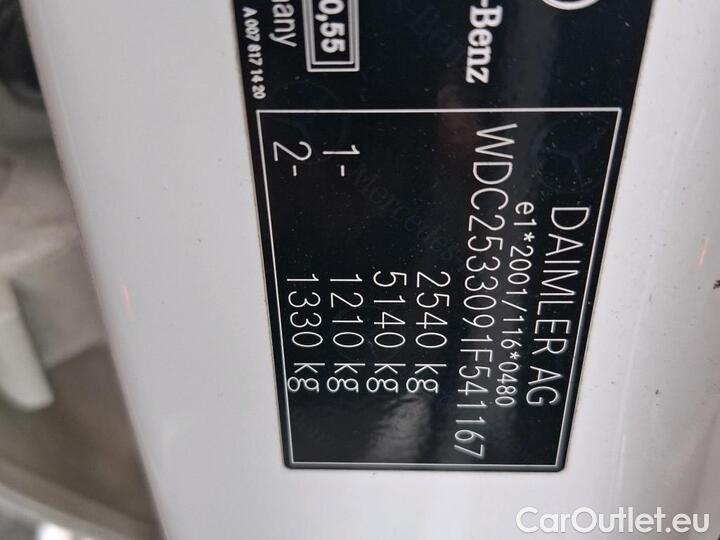 -Benz
any
0,55
A 007 817 14 20
DAIMLER AG
e1*2001/116*0480
WDC2533091F541167
2540 kg
5140 kg
1- 1210 kg
2- 1330 kg
CarOutlet.eu